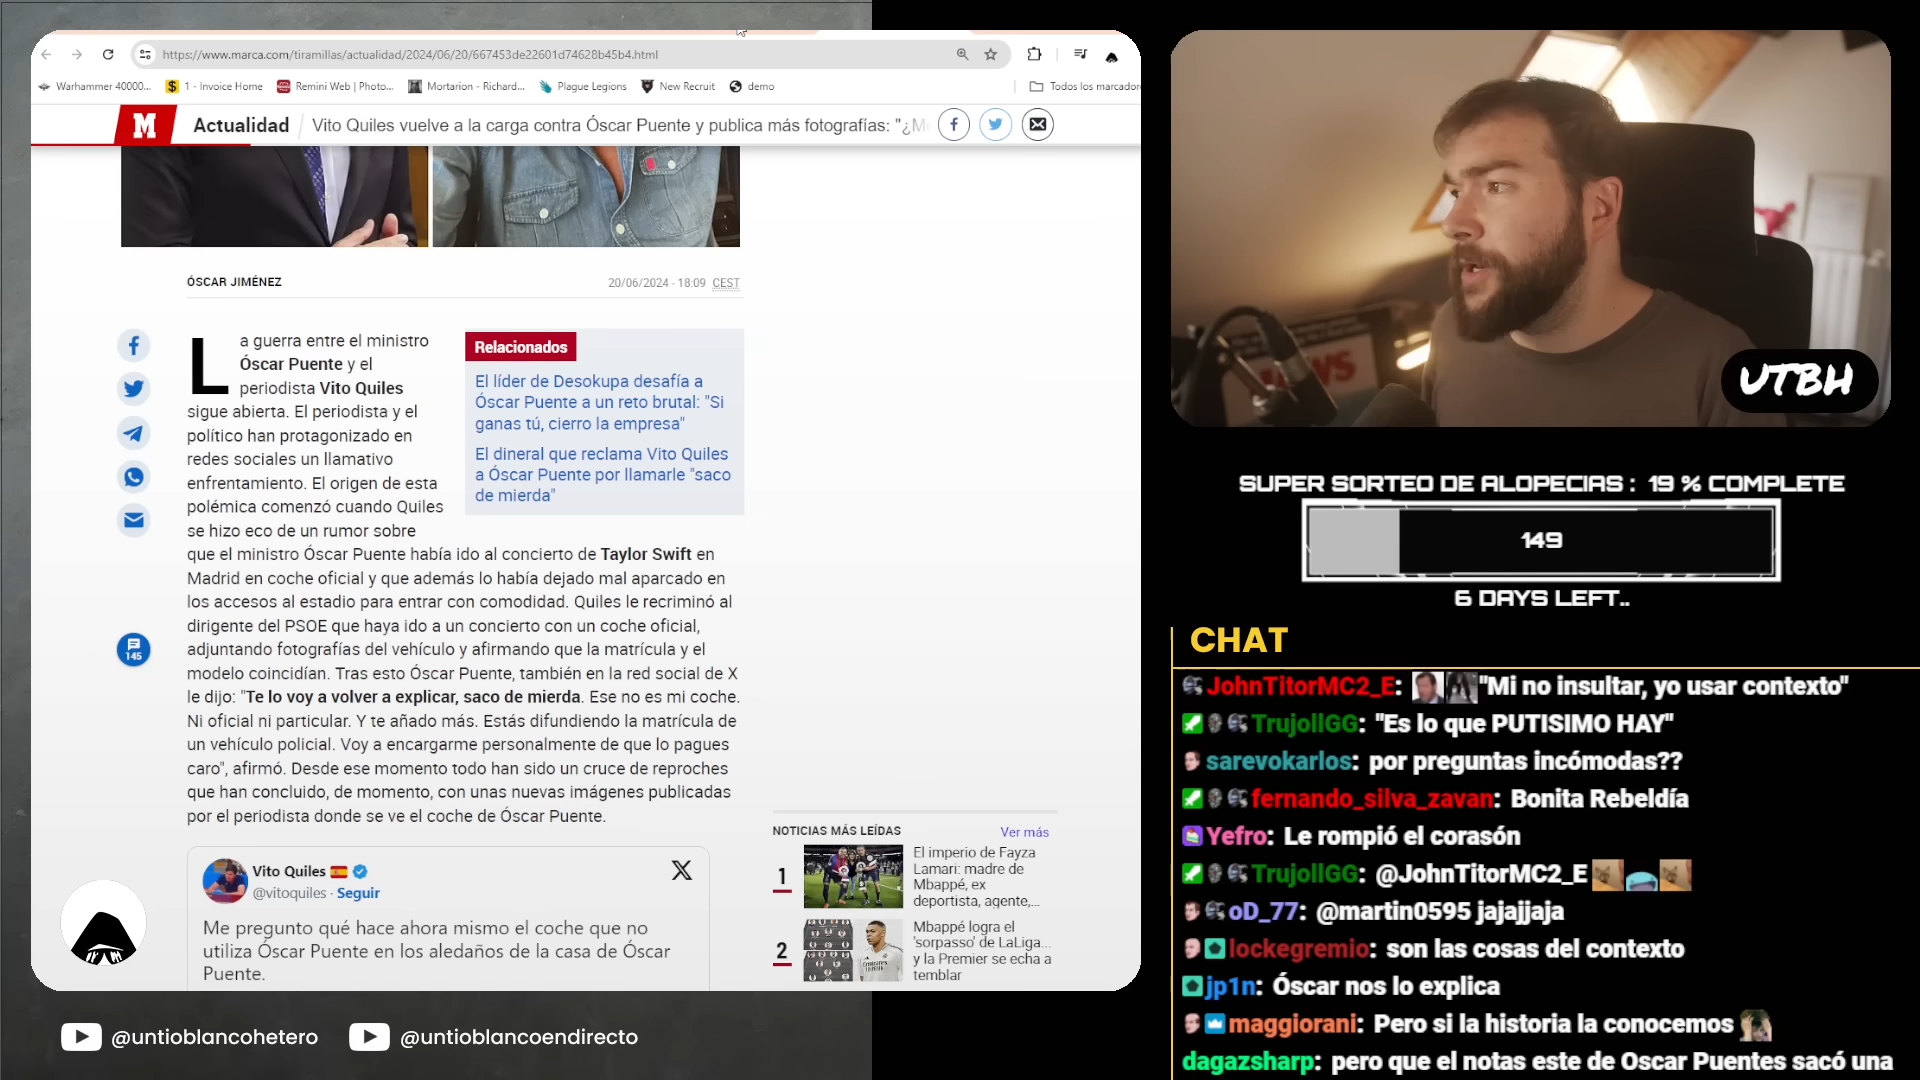 https://www.marca.com/tiramillas/actualidad/2024/06/20/667453de22601d74628b45b4.html
Warhammer 40000... 1 - Invoice Home Remini Web | Photo... Mortarion - Richard... Plague Legions New Recruit demo Todos los marcador
M Actualidad Vito Quiles vuelve a la carga contra Óscar Puente y publica más fotografías: "¿M
ÓSCAR JIMÉNEZ
20/06/2024 - 18:09 CEST
La guerra entre el ministro
Óscar Puente y el
periodista Vito Quiles
sigue abierta. El periodista y el
político han protagonizado en
redes sociales un llamativo
enfrentamiento. El origen de esta
polémica comenzó cuando Quiles
se hizo eco de un rumor sobre
que el ministro Óscar Puente había ido al concierto de Taylor Swift en
Madrid en coche oficial y que además lo había dejado mal aparcado en
los accesos al estadio para entrar con comodidad. Quiles le recriminó al
dirigente del PSOE que haya ido a un concierto con un coche oficial,
adjuntando fotografías del vehículo y afirmando que la matrícula y el
modelo coincidían. Tras esto Óscar Puente, también en la red social de X
le dijo: "Te lo voy a volver a explicar, saco de mierda. Ese no es mi coche.
Ni oficial ni particular. Y te añado más. Estás difundiendo la matrícula de
un vehículo policial. Voy a encargarme personalmente de que lo pagues
caro", afirmó. Desde ese momento todo han sido un cruce de reproches
que han concluido, de momento, con unas nuevas imágenes publicadas
por el periodista donde se ve el coche de Óscar Puente.
Relacionados
El líder de Desokupa desafía a
Óscar Puente a un reto brutal: "Si
ganas tú, cierro la empresa"
El dineral que reclama Vito Quiles
a Óscar Puente por llamarle "saco
de mierda"
145
Vito Quiles
@vitoquiles · Seguir
Me pregunto qué hace ahora mismo el coche que no
utiliza Óscar Puente en los aledaños de la casa de Óscar
Puente.
NOTICIAS MÁS LEÍDAS
Ver más
1
El imperio de Fayza
Lamari: madre de
Mbappé, ex
deportista, agente,...
2
Mbappé logra el
'sorpasso' de LaLiga...
y la Premier se echa a
temblar
@untioblancohetero
@untioblancoendirecto
UTBH
SUPER SORTEO DE ALOPECIAS : 19 % COMPLETE
149
6 DAYS LEFT..
CHAT
JohnTitorMC2_E: "Mi no insultar, yo usar contexto"
TrujollGG: "Es lo que PUTISIMO HAY"
sarevokarlos: por preguntas incómodas??
fernando_silva_zavan: Bonita Rebeldía
Yefro: Le rompió el corasón
TrujollGG: @JohnTitorMC2_E
oD_77: @martin0595 jajajjaja
lockegremio: son las cosas del contexto
jp1n: Óscar nos lo explica
maggiorani: Pero si la historia la conocemos
dagazsharp: pero que el notas este de Oscar Puentes sacó una